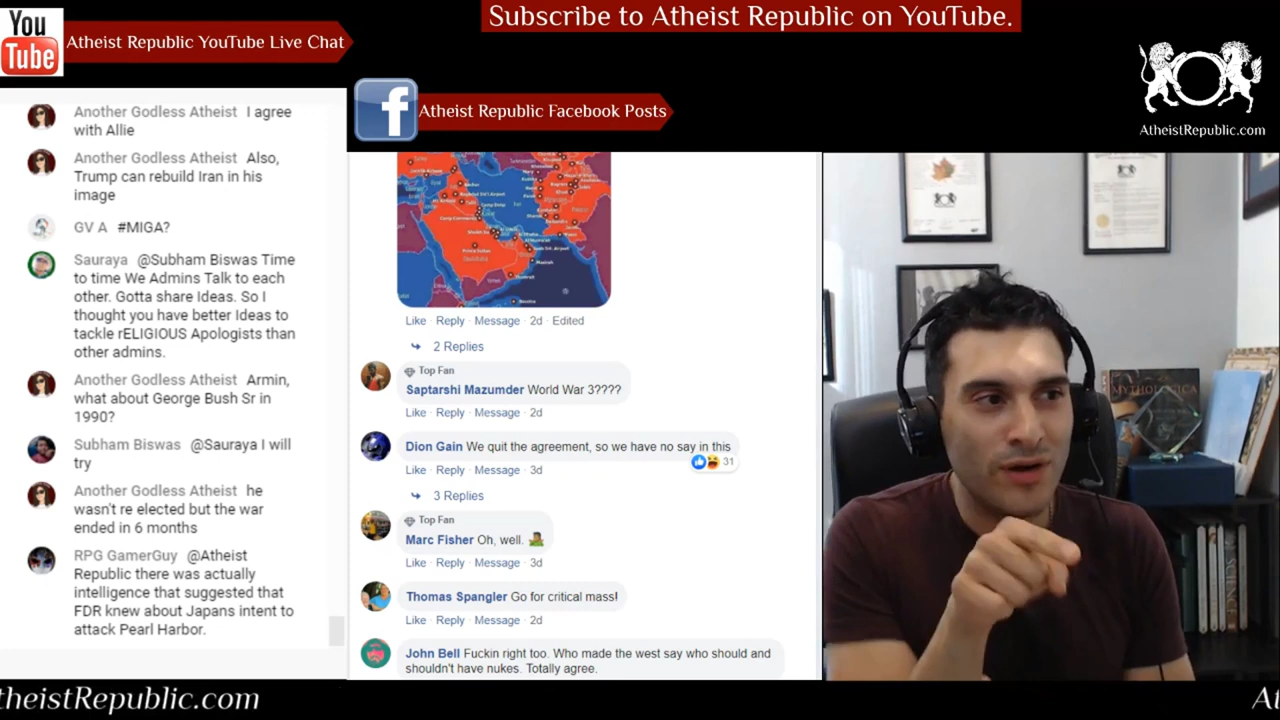 Subscribe to Atheist Republic on YouTube.
You
Tube
Atheist Republic YouTube Live Chat
AtheistRepublic.com
f
Atheist Republic Facebook Posts
Another Godless Atheist I agree
with Allie
Another Godless Atheist Also,
Trump can rebuild Iran in his
image
GV A #MIGA?
Sauraya @Subham Biswas Time
to time We Admins Talk to each
other. Gotta share Ideas. So I
thought you have better Ideas to
tackle rELIGIOUS Apologists than
other admins.
Another Godless Atheist Armin,
what about George Bush Sr in
1990?
Subham Biswas @Sauraya I will
try
Another Godless Atheist he
wasn't re elected but the war
ended in 6 months
RPG GamerGuy @Atheist
Republic there was actually
intelligence that suggested that
FDR knew about Japans intent to
attack Pearl Harbor.
Like · Reply · Message · 2d · Edited
2 Replies
Top Fan
Saptarshi Mazumder World War 3????
Like · Reply · Message · 2d
Dion Gain We quit the agreement, so we have no say in this
31
Like · Reply · Message · 3d
3 Replies
Top Fan
Marc Fisher Oh, well.
Like · Reply · Message · 3d
Thomas Spangler Go for critical mass!
Like · Reply · Message · 2d
John Bell Fuckin right too. Who made the west say who should and
shouldn't have nukes. Totally agree.
MYTHOLOGICA
theistRepublic.com
At